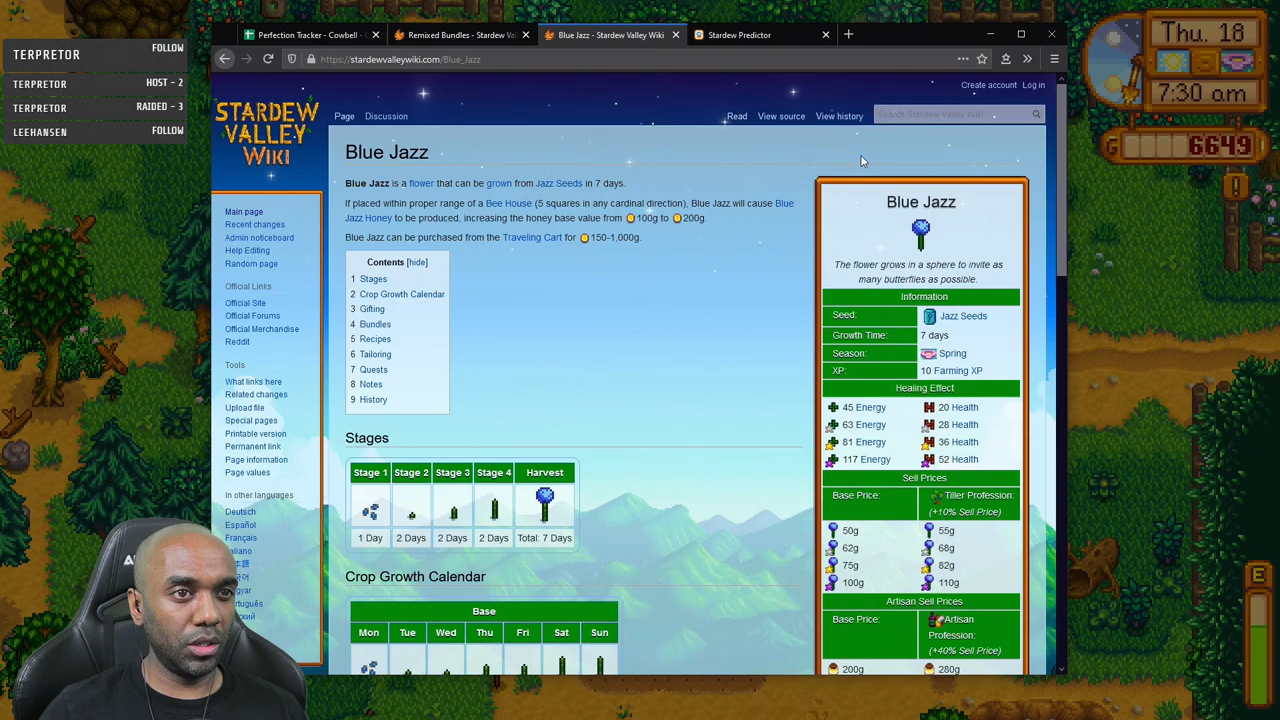 TERPRETOR FOLLOW
TERPRETOR HOST - 2
TERPRETOR RAIDED - 3
LEEHANSEN FOLLOW
Perfection Tracker - Cowbell -
Remixed Bundles - Stardew Val
Blue Jazz - Stardew Valley Wiki
Stardew Predictor
https://stardewvalleywiki.com/Blue_Jazz
Thu. 18
7:30 am
6649
Create account Log in
STARDEW
VALLEY
WIKI
Page Discussion
Read View source View history
Search Stardew Valley Wiki
Main page
Recent changes
Admin noticeboard
Help Editing
Random page
Official Links
Official Site
Official Forums
Official Merchandise
Reddit
Tools
What links here
Related changes
Upload file
Special pages
Printable version
Permanent link
Page information
Page values
In other languages
Deutsch
Español
Français
Italiano
本語
Blue Jazz
Blue Jazz is a flower that can be grown from Jazz Seeds in 7 days.
If placed within proper range of a Bee House (5 squares in any cardinal direction), Blue Jazz will cause Blue
Jazz Honey to be produced, increasing the honey base value from 100g to 200g.
Blue Jazz can be purchased from the Traveling Cart for 150-1,000g.
Contents [hide]
1 Stages
2 Crop Growth Calendar
3 Gifting
4 Bundles
5 Recipes
6 Tailoring
7 Quests
8 Notes
9 History
Stages
Stage 1 Stage 2 Stage 3 Stage 4 Harvest
1 Day 2 Days 2 Days 2 Days Total: 7 Days
Crop Growth Calendar
Base
Mon Tue Wed Thu Fri Sat Sun
Blue Jazz
The flower grows in a sphere to invite as
many butterflies as possible.
Information
Seed: Jazz Seeds
Growth Time: 7 days
Season: Spring
XP: 10 Farming XP
Healing Effect
45 Energy 20 Health
63 Energy 28 Health
81 Energy 36 Health
117 Energy 52 Health
Sell Prices
Base Price: Tiller Profession:
(+10% Sell Price)
50g 55g
62g 68g
75g 82g
100g 110g
Artisan Sell Prices
Base Price: Artisan
Profession:
(+40% Sell Price)
200g 280g
E